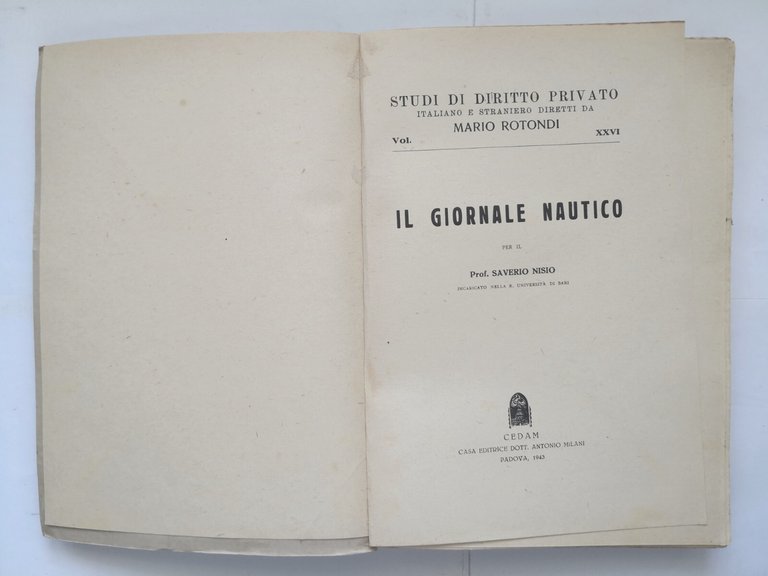 STUDI DI DIRITTO PRIVATO
ITALIANO E STRANIERO DIRETTI DA
MARIO ROTONDI
Vol. XXVI
IL GIORNALE NAUTICO
PER IL
Prof. SAVERIO NISIO
INCARICATO NELLA R. UNIVERSITÀ DI BARI
CEDAM
CASA EDITRICE DOTT. ANTONIO MILANI
PADOVA, 1943